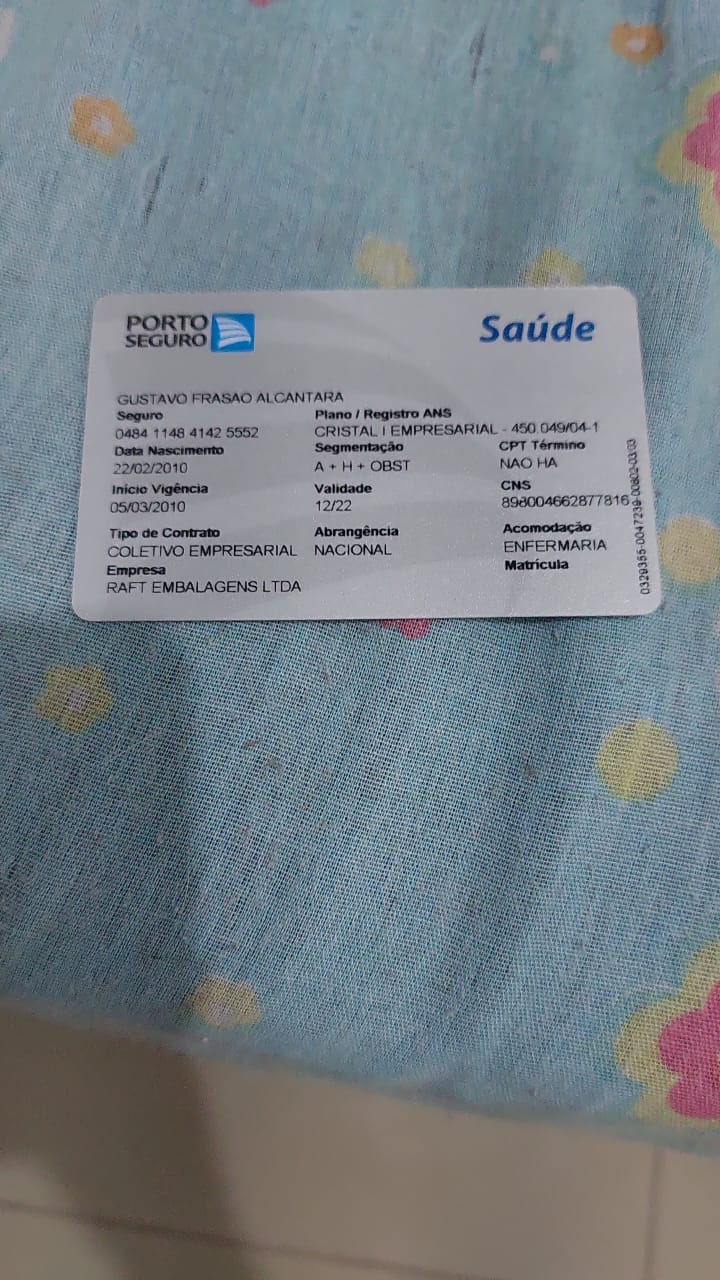 PORTO SEGURO Saúde
GUSTAVO FRASAO ALCANTARA
Seguro Plano / Registro ANS
0484 1148 4142 5552 CRISTAL I EMPRESARIAL - 450.049/04-1
Data Nascimento Segmentação CPT Término
22/02/2010 A + H + OBST NAO HA
Início Vigência Validade CNS
05/03/2010 12/22 898004662877816
Tipo de Contrato Abrangência Acomodação
COLETIVO EMPRESARIAL NACIONAL ENFERMARIA
Empresa Matrícula
RAFT EMBALAGENS LTDA
0329355-0047239-00802-03/03